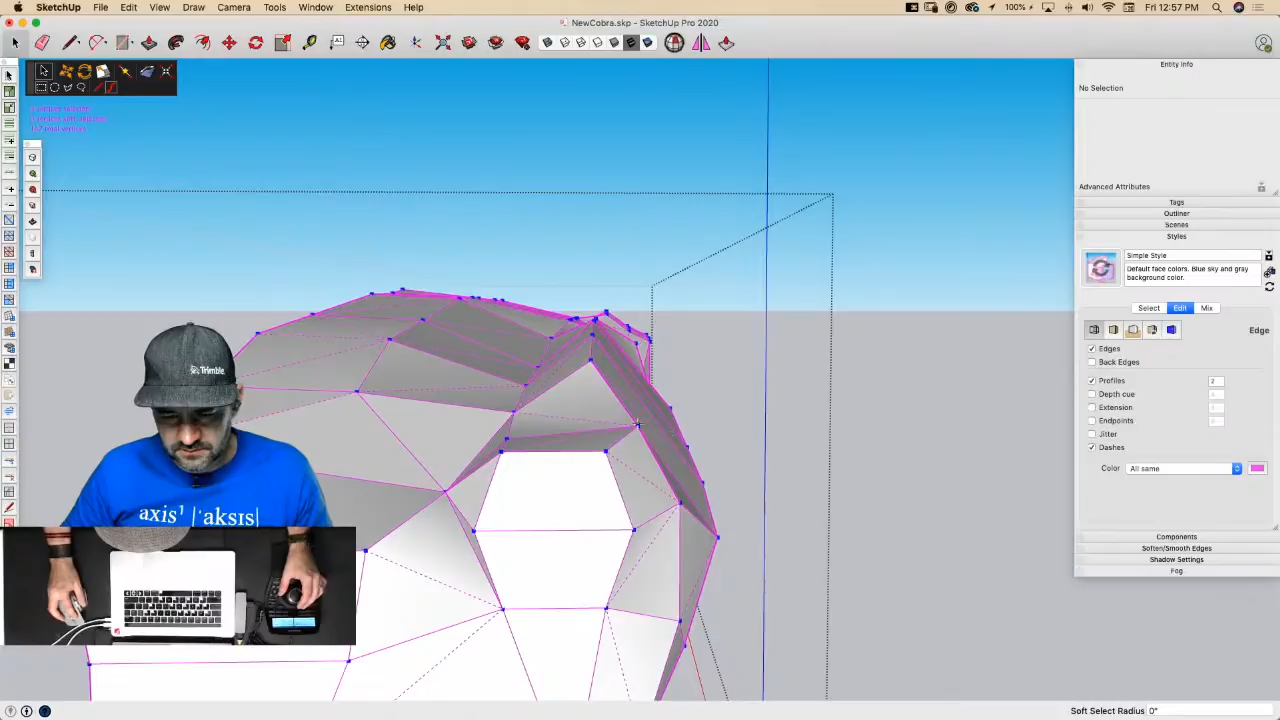 SketchUp File Edit View Draw Camera Tools Window Extensions Help
100% Fri 12:57 PM
NewCobra.skp - SketchUp Pro 2020
Entity Info
No Selection
Advanced Attributes
Tags
Outliner
Scenes
Styles
Simple Style
Default face colors. Blue sky and gray
background color.
Select Edit Mix
Edge
Edges
Back Edges
Profiles 2
Depth cue
Extension
Endpoints
Jitter
Dashes
Color All same
Components
Soften/Smooth Edges
Shadow Settings
Fog
Trimble.
axis¹ |ˈaksɪs|
Soft Select Radius 0°